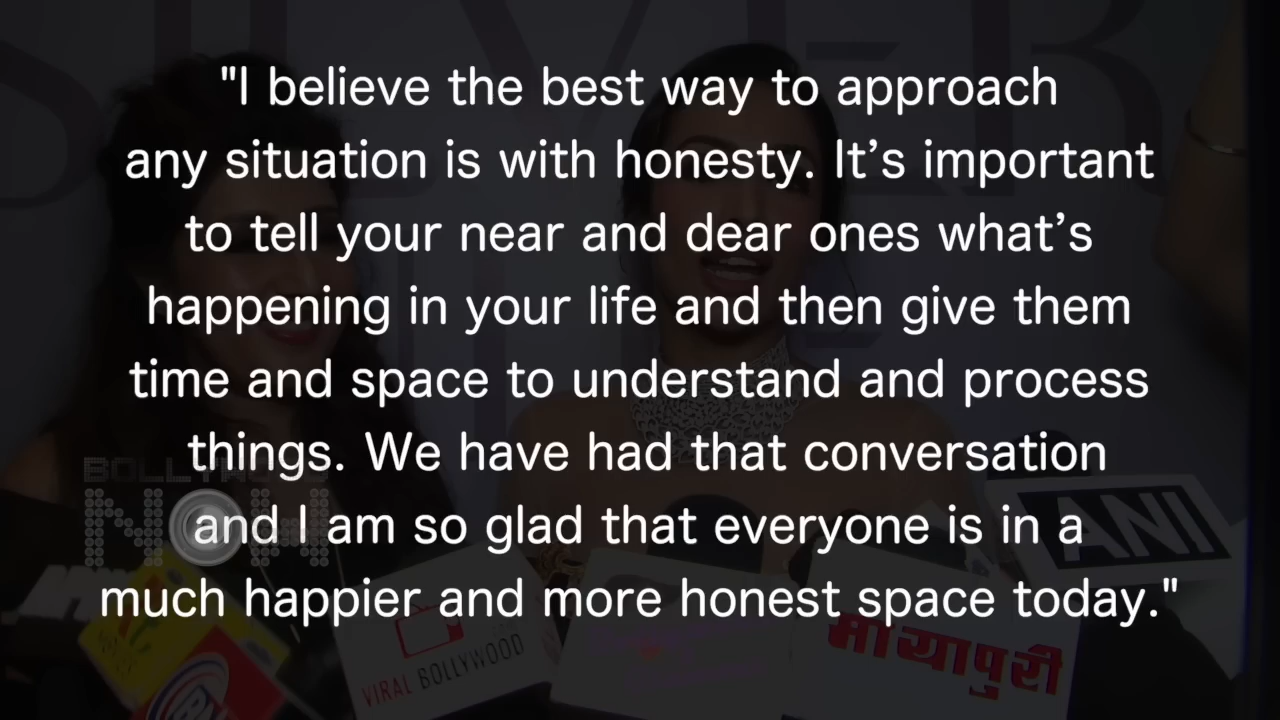 "I believe the best way to approach
any situation is with honesty. It’s important
to tell your near and dear ones what’s
happening in your life and then give them
time and space to understand and process
things. We have had that conversation
and I am so glad that everyone is in a
much happier and more honest space today."
BOLLYWOOD
NOW
ANI
VIRAL BOLLYWOOD
मायापुरी